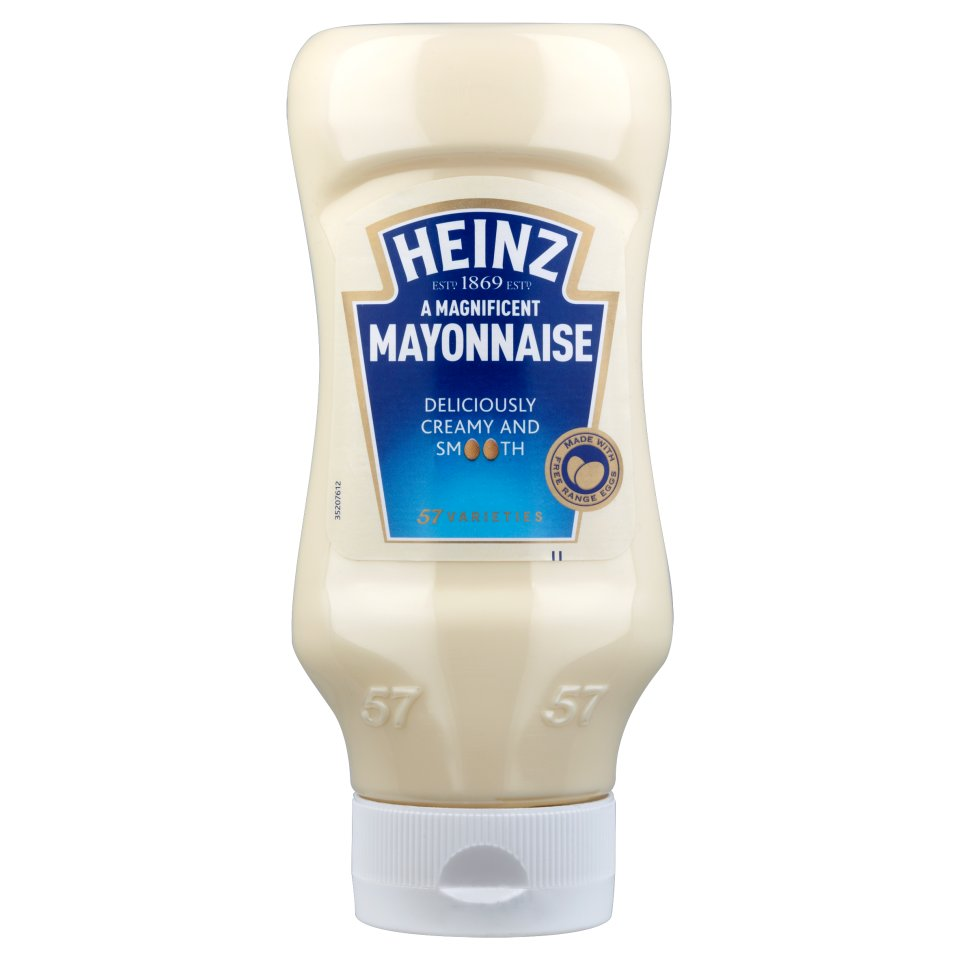 HEINZ
ESTD 1869 ESTD
A MAGNIFICENT
MAYONNAISE
DELICIOUSLY
CREAMY AND
SMOOTH
MADE WITH
FREE RANGE EGGS
57 VARIETIES
35207612
57 57